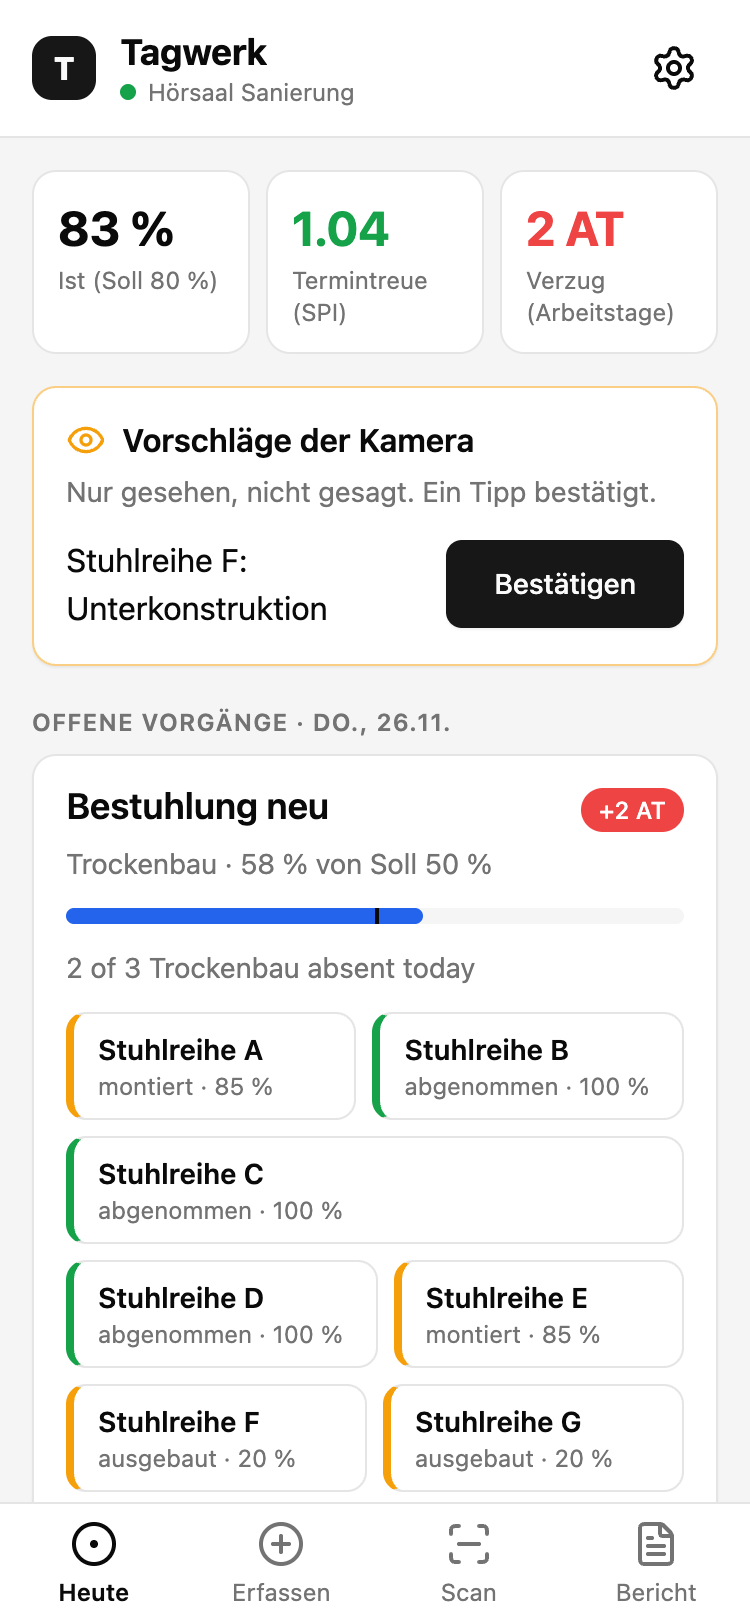 T
Tagwerk
Hörsaal Sanierung
83 %
Ist (Soll 80 %)
1.04
Termintreue
(SPI)
2 AT
Verzug
(Arbeitstage)
Vorschläge der Kamera
Nur gesehen, nicht gesagt. Ein Tipp bestätigt.
Stuhlreihe F:
Unterkonstruktion
Bestätigen
OFFENE VORGÄNGE · DO., 26.11.
Bestuhlung neu
+2 AT
Trockenbau · 58 % von Soll 50 %
2 of 3 Trockenbau absent today
Stuhlreihe A
montiert · 85 %
Stuhlreihe B
abgenommen · 100 %
Stuhlreihe C
abgenommen · 100 %
Stuhlreihe D
abgenommen · 100 %
Stuhlreihe E
montiert · 85 %
Stuhlreihe F
ausgebaut · 20 %
Stuhlreihe G
ausgebaut · 20 %
Heute
Erfassen
Scan
Bericht